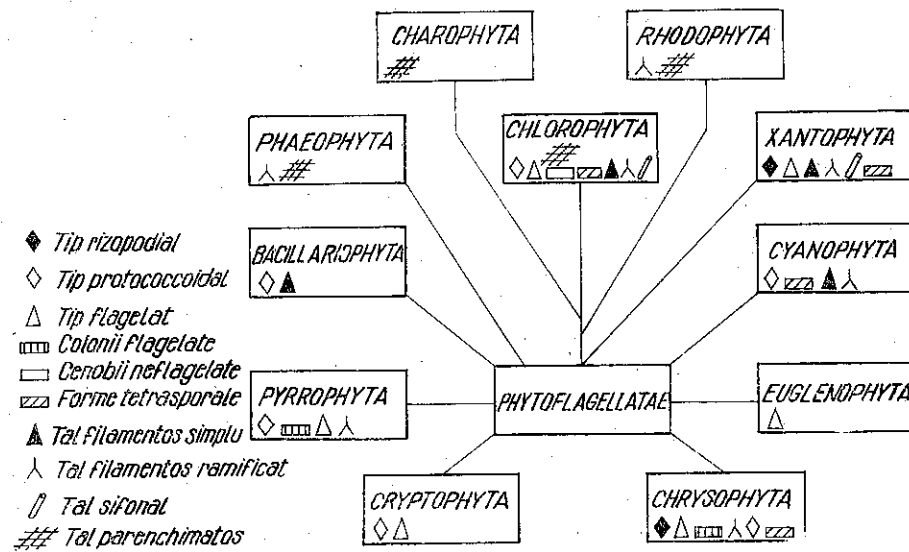 CHAROPHYTA
RHODOPHYTA
PHAEOPHYTA
CHLOROPHYTA
XANTOPHYTA
BACILLARIOPHYTA
CYANOPHYTA
PYRROPHYTA
PHYTOFLAGELLATAE
EUGLENOPHYTA
CRYPTOPHYTA
CHRYSOPHYTA
Tip rizopodial
Tip protococcoidal
Tip flagelat
Colonii flagelate
Cenobii neflagelate
Forme tetrasporale
Tal filamentos simplu
Tal filamentos ramificat
Tal sifonal
Tal parenchimatos